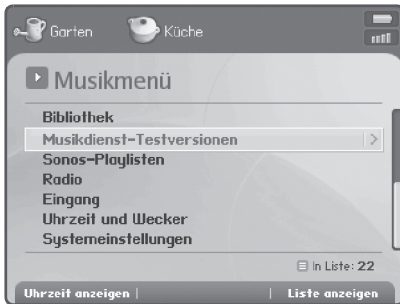 Garten Küche
Musikmenü
Bibliothek
Musikdienst-Testversionen
Sonos-Playlisten
Radio
Eingang
Uhrzeit und Wecker
Systemeinstellungen
In Liste: 22
Uhrzeit anzeigen | | Liste anzeigen